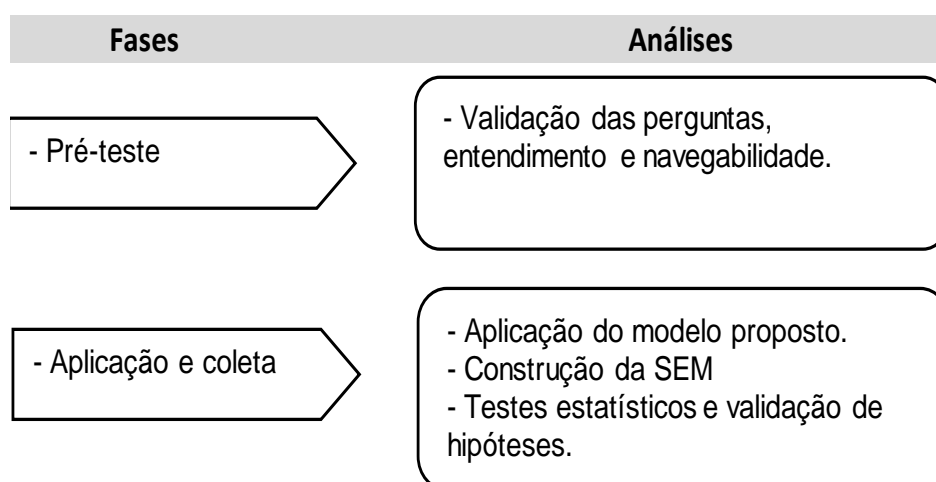 Fases
Análises
- Pré-teste
- Validação das perguntas,
entendimento e navegabilidade.
- Aplicação e coleta
- Aplicação do modelo proposto.
- Construção da SEM
- Testes estatísticos e validação de
hipóteses.